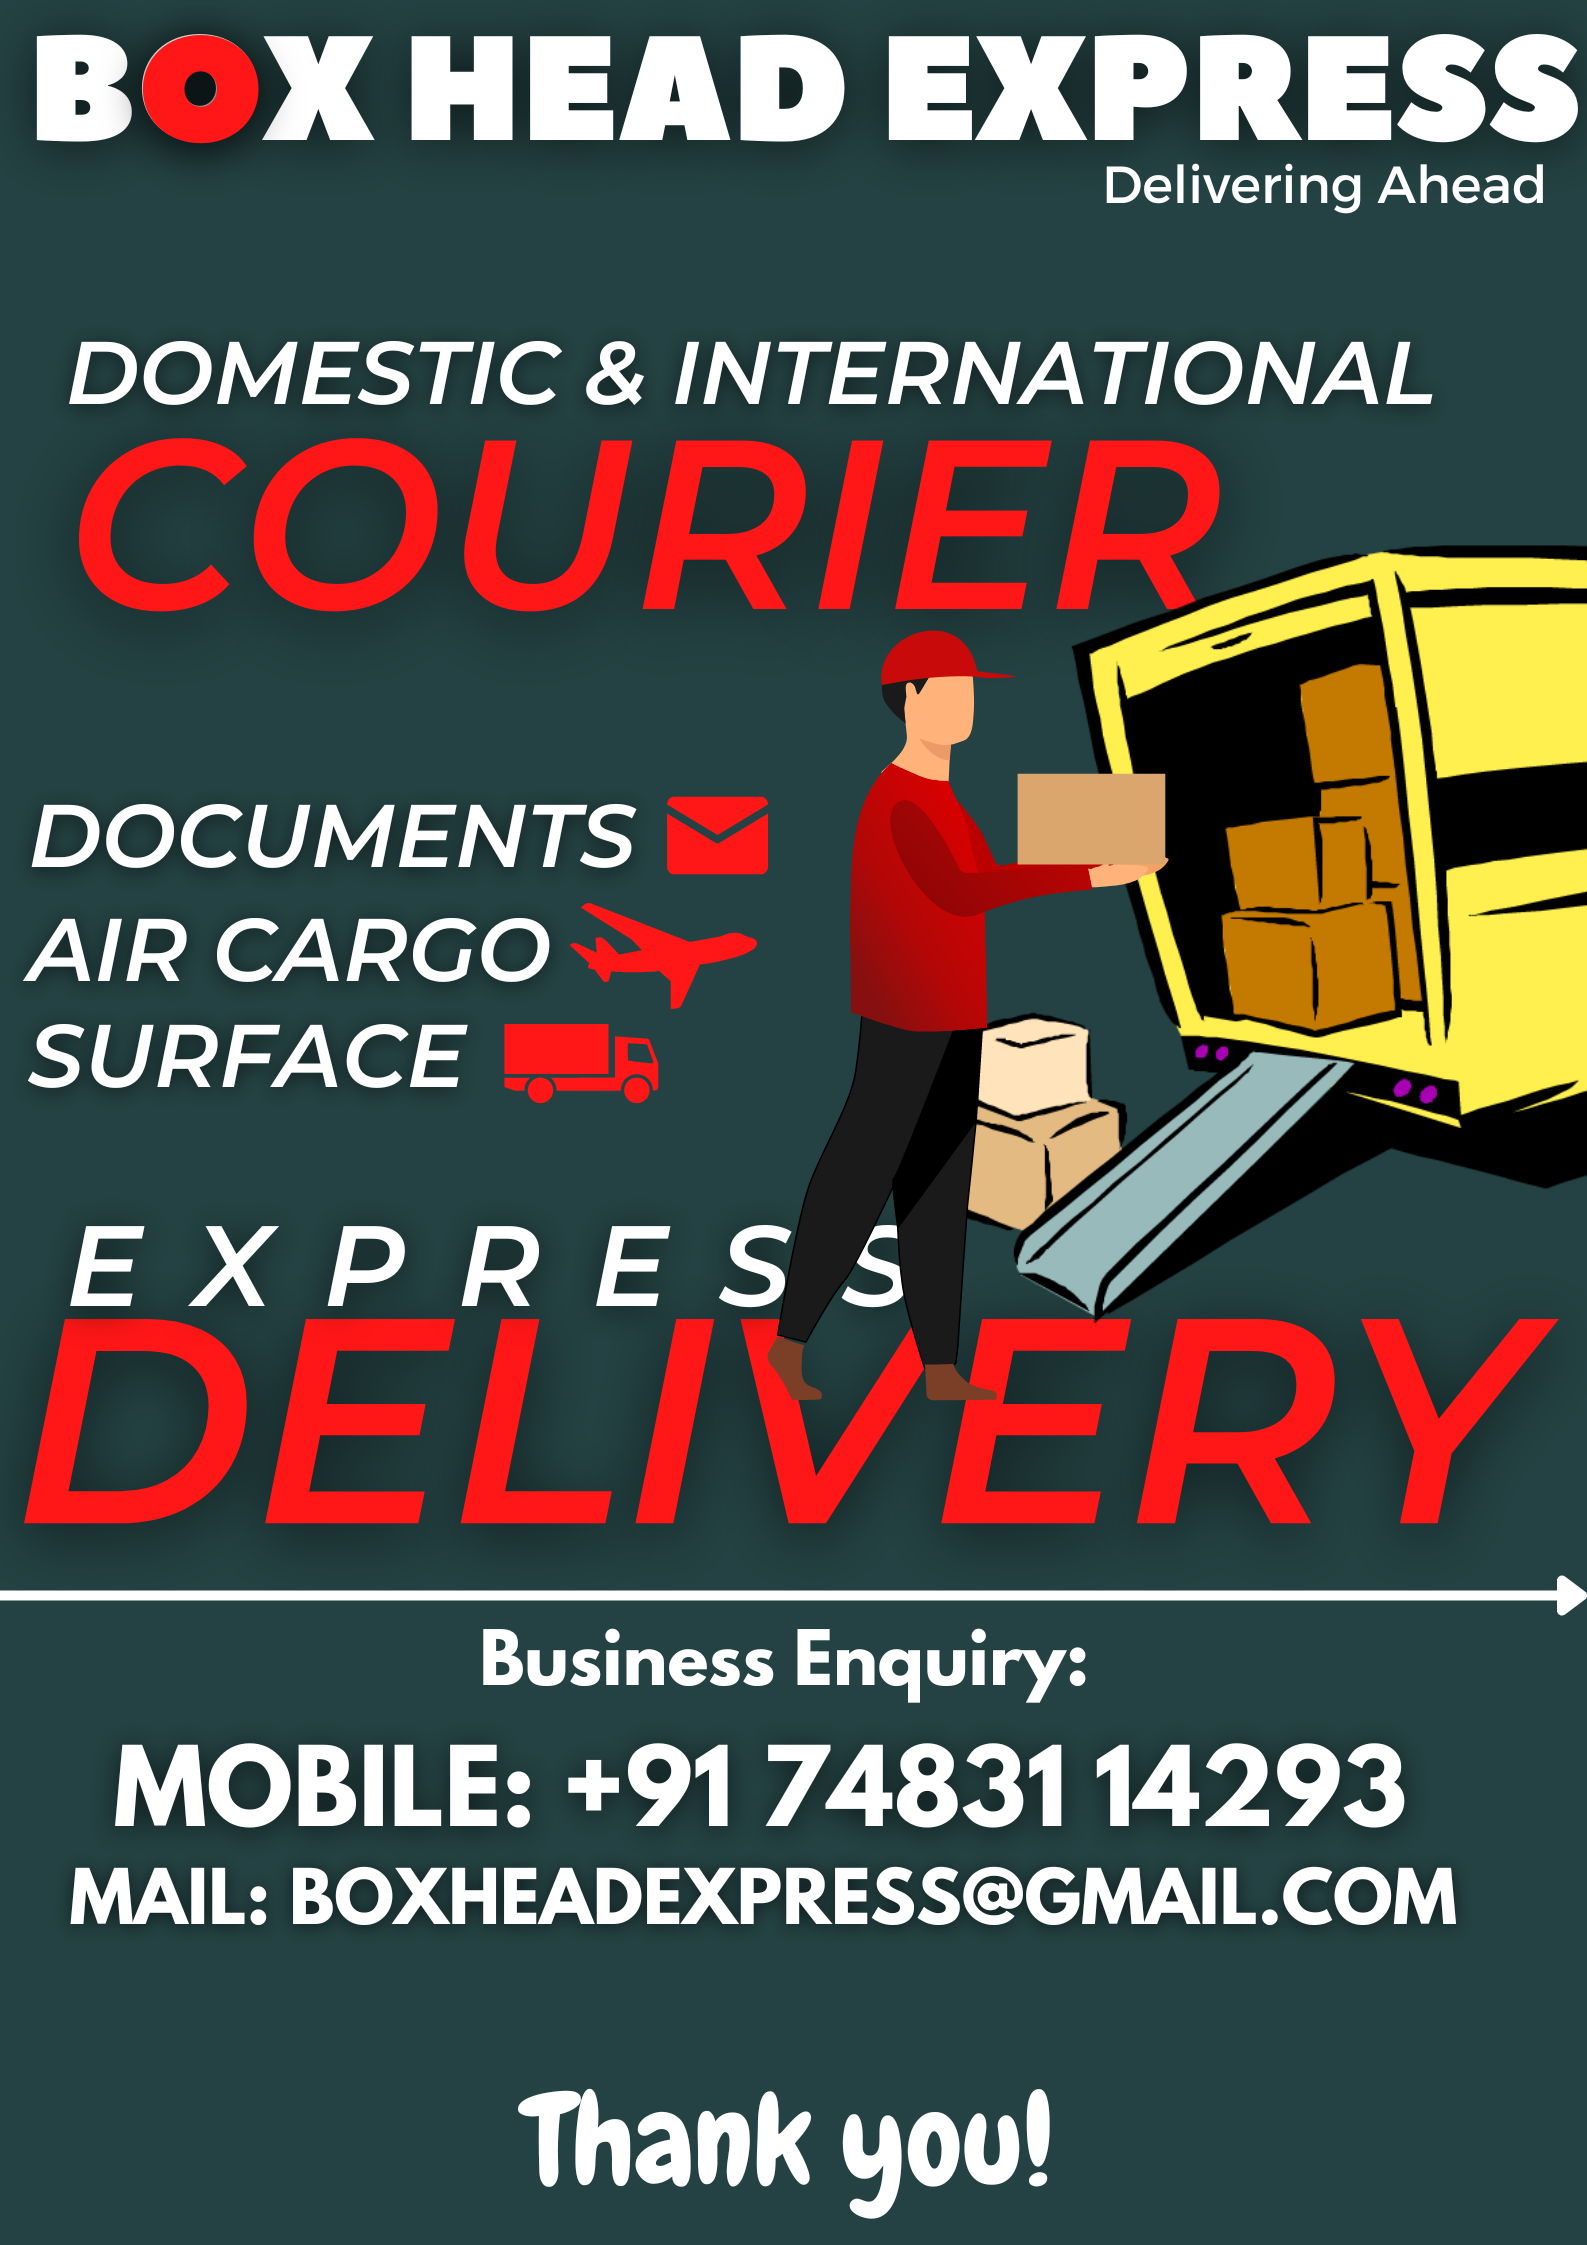 BOX HEAD EXPRESS
Delivering Ahead
DOMESTIC & INTERNATIONAL
COURIER
DOCUMENTS
AIR CARGO
SURFACE
EXPRESS
DELIVERY
Business Enquiry:
MOBILE: +91 74831 14293
MAIL: BOXHEADEXPRESS@GMAIL.COM
Thank you!